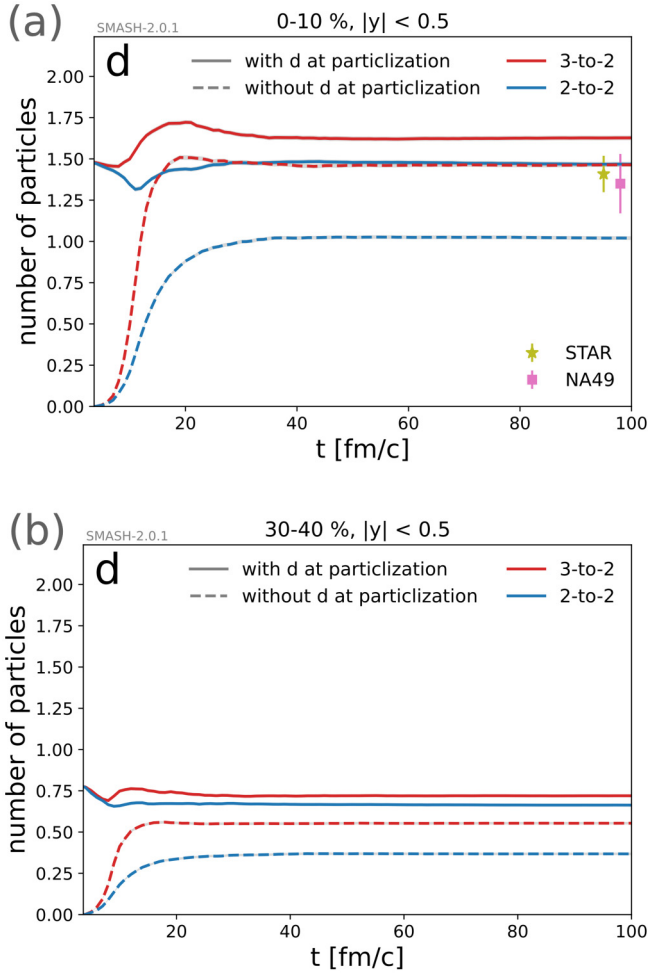 (a)
SMASH-2.0.1
0-10 %, |y| < 0.5
d
with d at particlization
3-to-2
without d at particlization
2-to-2
2.00
1.75
1.50
1.25
1.00
0.75
0.50
0.25
0.00
number of particles
STAR
NA49
20
40
60
80
100
t [fm/c]
(b)
SMASH-2.0.1
30-40 %, |y| < 0.5
d
with d at particlization
3-to-2
without d at particlization
2-to-2
2.00
1.75
1.50
1.25
1.00
0.75
0.50
0.25
0.00
number of particles
20
40
60
80
100
t [fm/c]